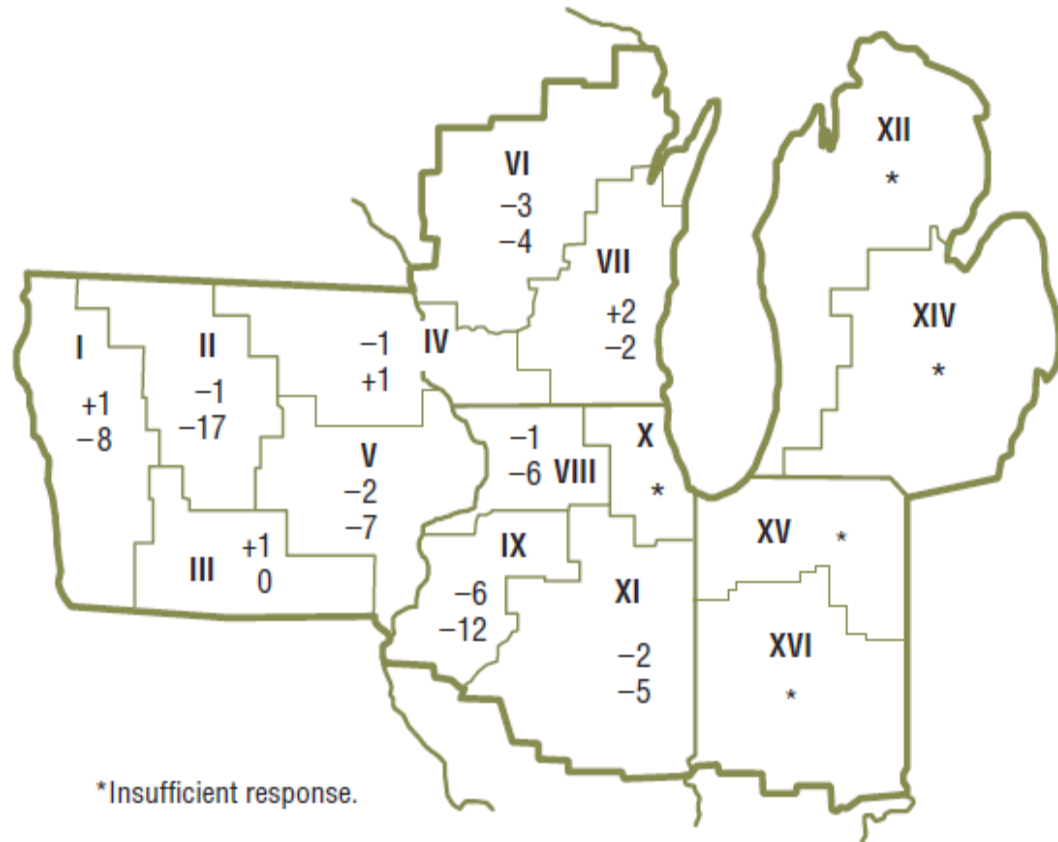 XII
*
VI
–3
–4
VII
+2
–2
XIV
*
I
+1
–8
II
–1
–17
–1
+1
IV
V
–2
–7
–1
–6
VIII
X
*
III
+1
0
IX
–6
–12
XI
–2
–5
XV
*
XVI
*
*Insufficient response.